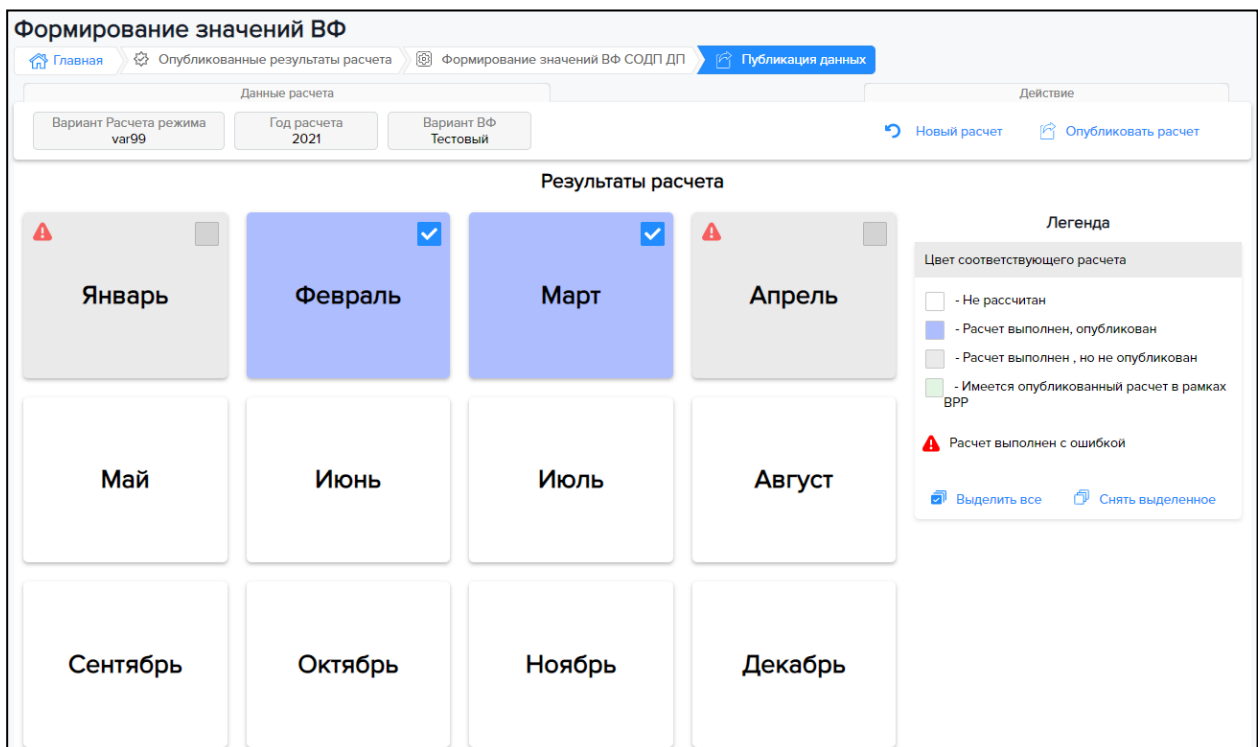 Формирование значений ВФ
Главная Опубликованные результаты расчета Формирование значений ВФ СОДП ДП Публикация данных
Данные расчета Действие
Вариант Расчета режима Год расчета Вариант ВФ
var99 2021 Тестовый
Новый расчет Опубликовать расчет
Результаты расчета
Январь Февраль Март Апрель
Май Июнь Июль Август
Сентябрь Октябрь Ноябрь Декабрь
Легенда
Цвет соответствующего расчета
- Не рассчитан
- Расчет выполнен, опубликован
- Расчет выполнен , но не опубликован
- Имеется опубликованный расчет в рамках
ВРР
Расчет выполнен с ошибкой
Выделить все Снять выделенное